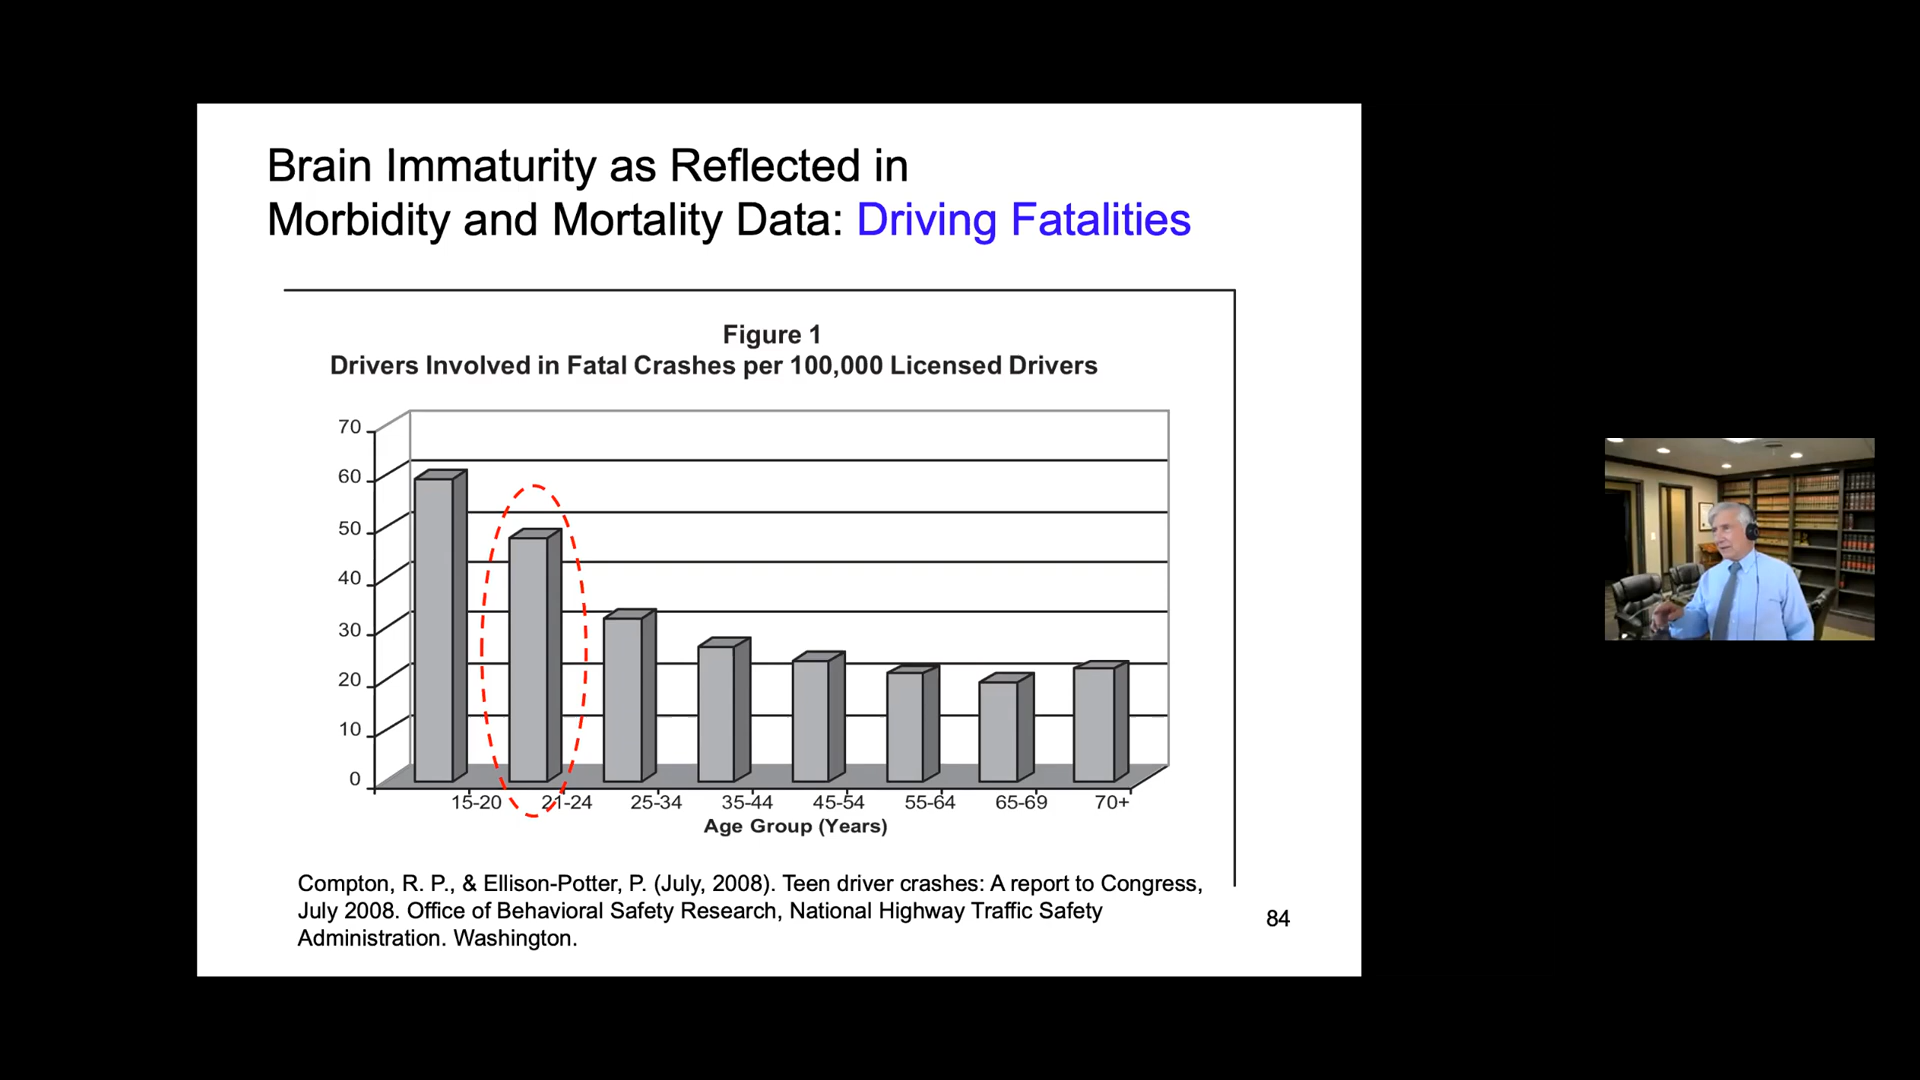 Brain Immaturity as Reflected in
Morbidity and Mortality Data: Driving Fatalities
Figure 1
Drivers Involved in Fatal Crashes per 100,000 Licensed Drivers
70
60
50
40
30
20
10
0
15-20 21-24 25-34 35-44 45-54 55-64 65-69 70+
Age Group (Years)
Compton, R. P., & Ellison-Potter, P. (July, 2008). Teen driver crashes: A report to Congress,
July 2008. Office of Behavioral Safety Research, National Highway Traffic Safety
Administration. Washington.
84